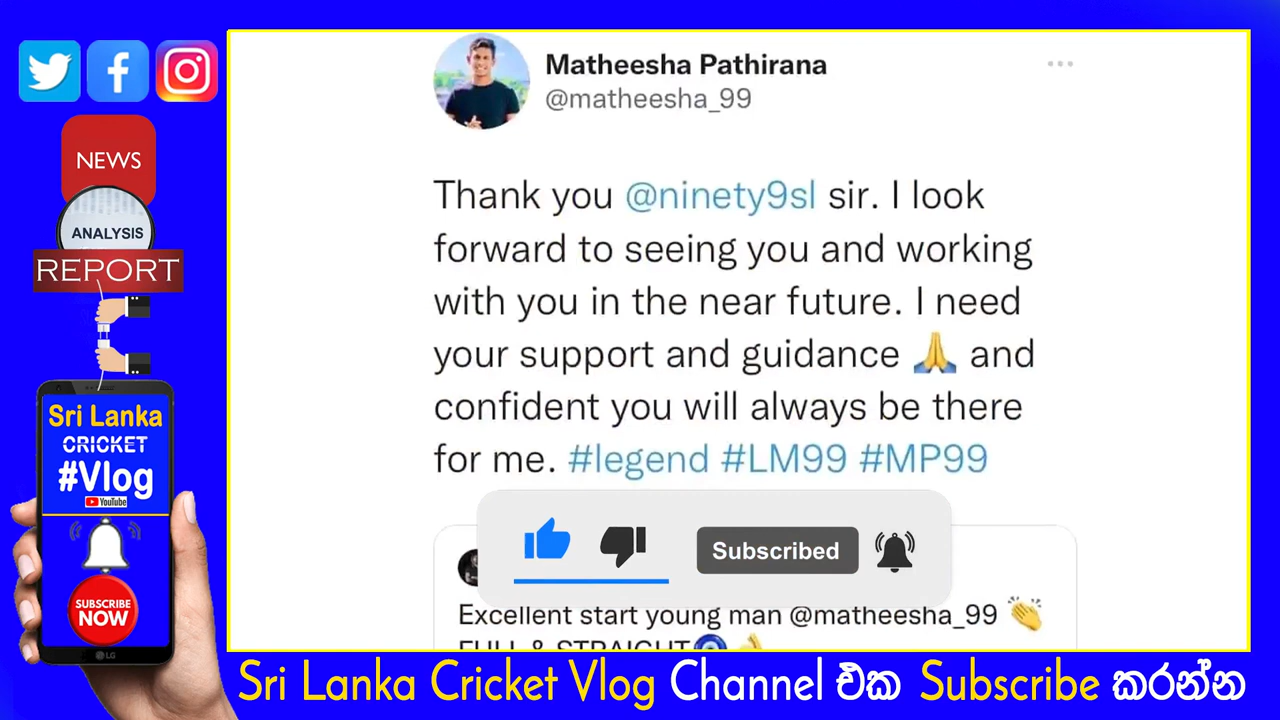 Matheesha Pathirana
@matheesha_99
Thank you @ninety9sl sir. I look
forward to seeing you and working
with you in the near future. I need
your support and guidance 🙏 and
confident you will always be there
for me. #legend #LM99 #MP99
Subscribed
Excellent start young man @matheesha_99 👏
FULL & STRAIGHT🧿👌
NEWS
ANALYSIS
REPORT
Sri Lanka
CRICKET
#Vlog
YouTube
SUBSCRIBE
NOW
LG
Sri Lanka Cricket Vlog Channel එක Subscribe කරන්න